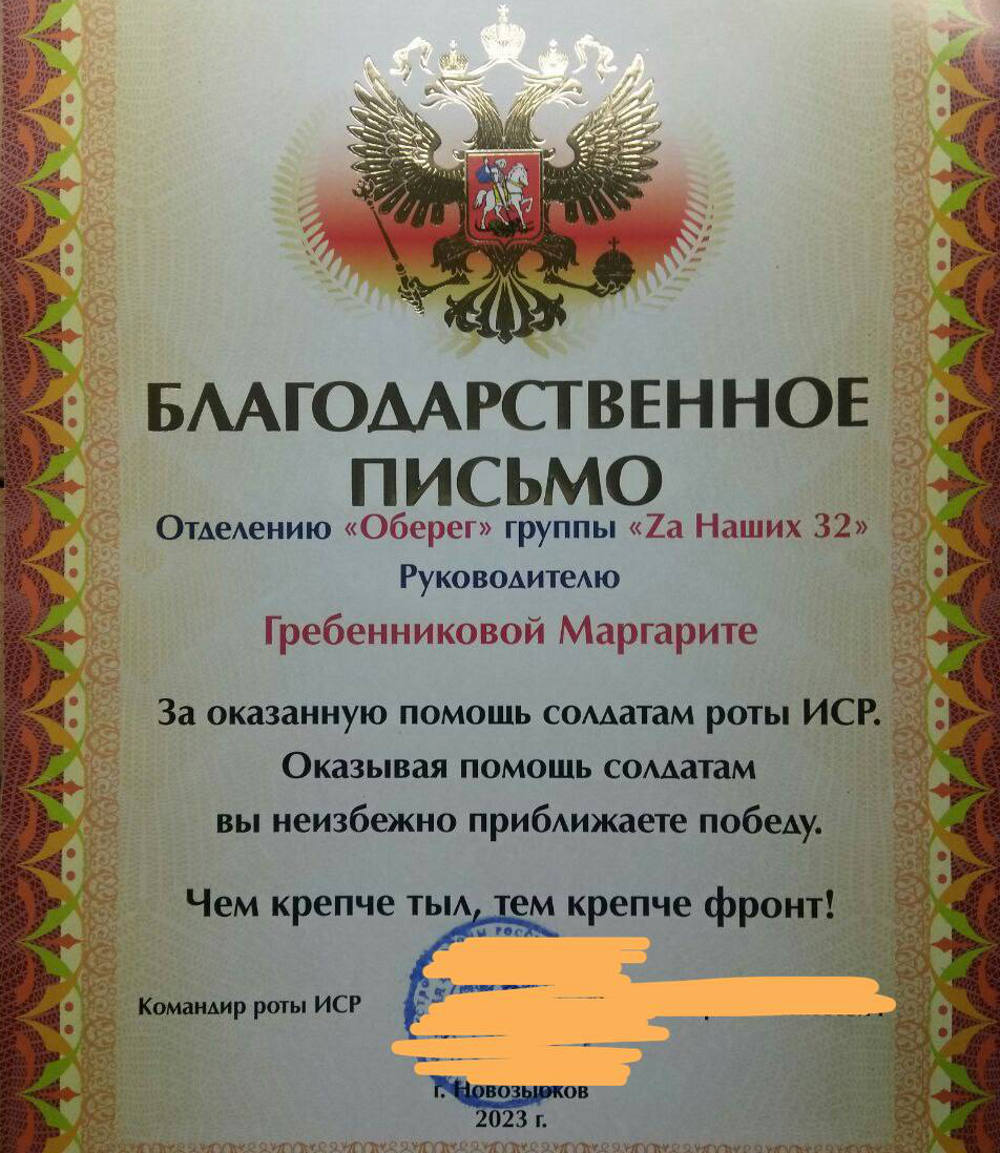 БЛАГОДАРСТВЕННОЕ
ПИСЬМО
Отделению «Оберег» группы «Zа Наших 32»
Руководителю
Гребенниковой Маргарите
За оказанную помощь солдатам роты ИСР.
Оказывая помощь солдатам
вы неизбежно приближаете победу.
Чем крепче тыл, тем крепче фронт!
Командир роты ИСР
г. Новозыбков
2023 г.